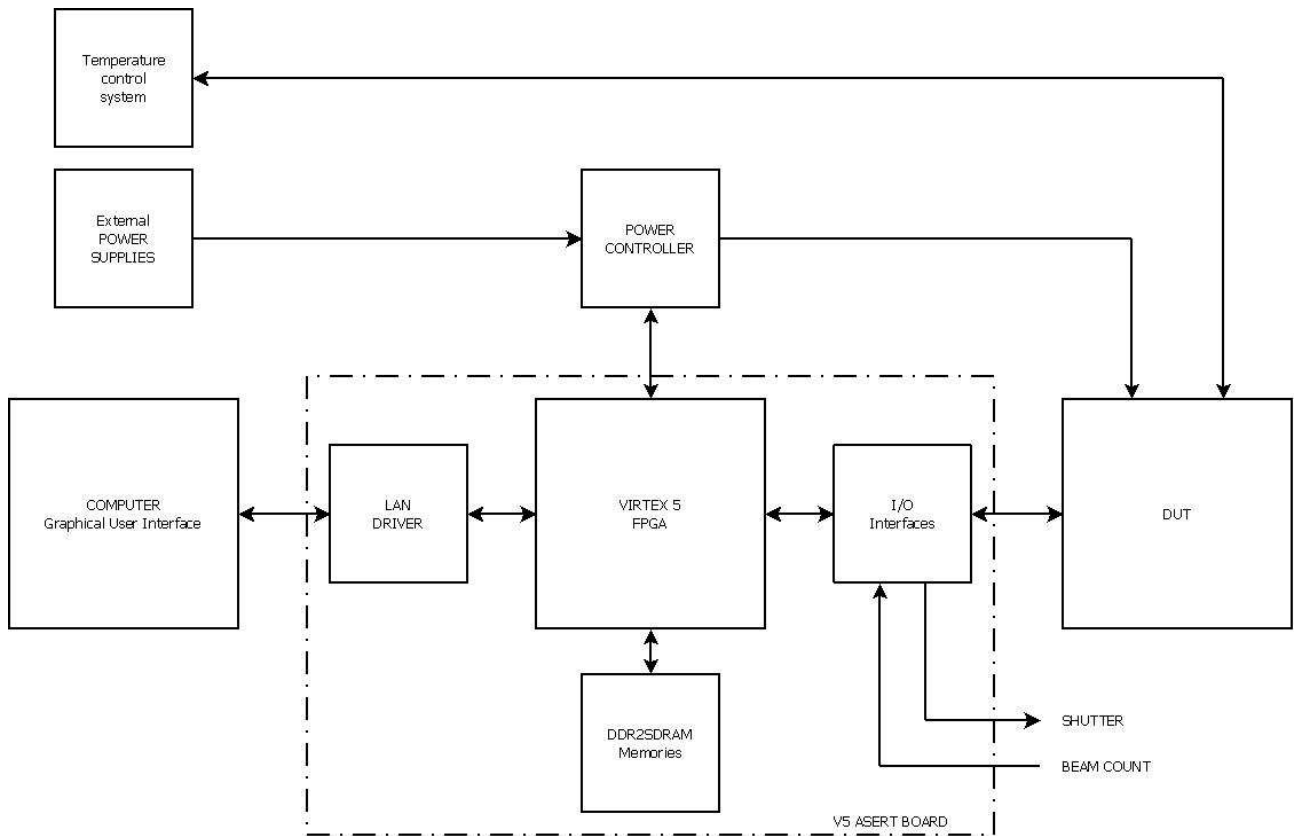 Temperature
control
system
External
POWER
SUPPLIES
POWER
CONTROLLER
COMPUTER
Graphical User Interface
LAN
DRIVER
VIRTEX 5
FPGA
I/O
Interfaces
DUT
DDR2SDRAM
Memories
SHUTTER
BEAM COUNT
V5 ASERT BOARD